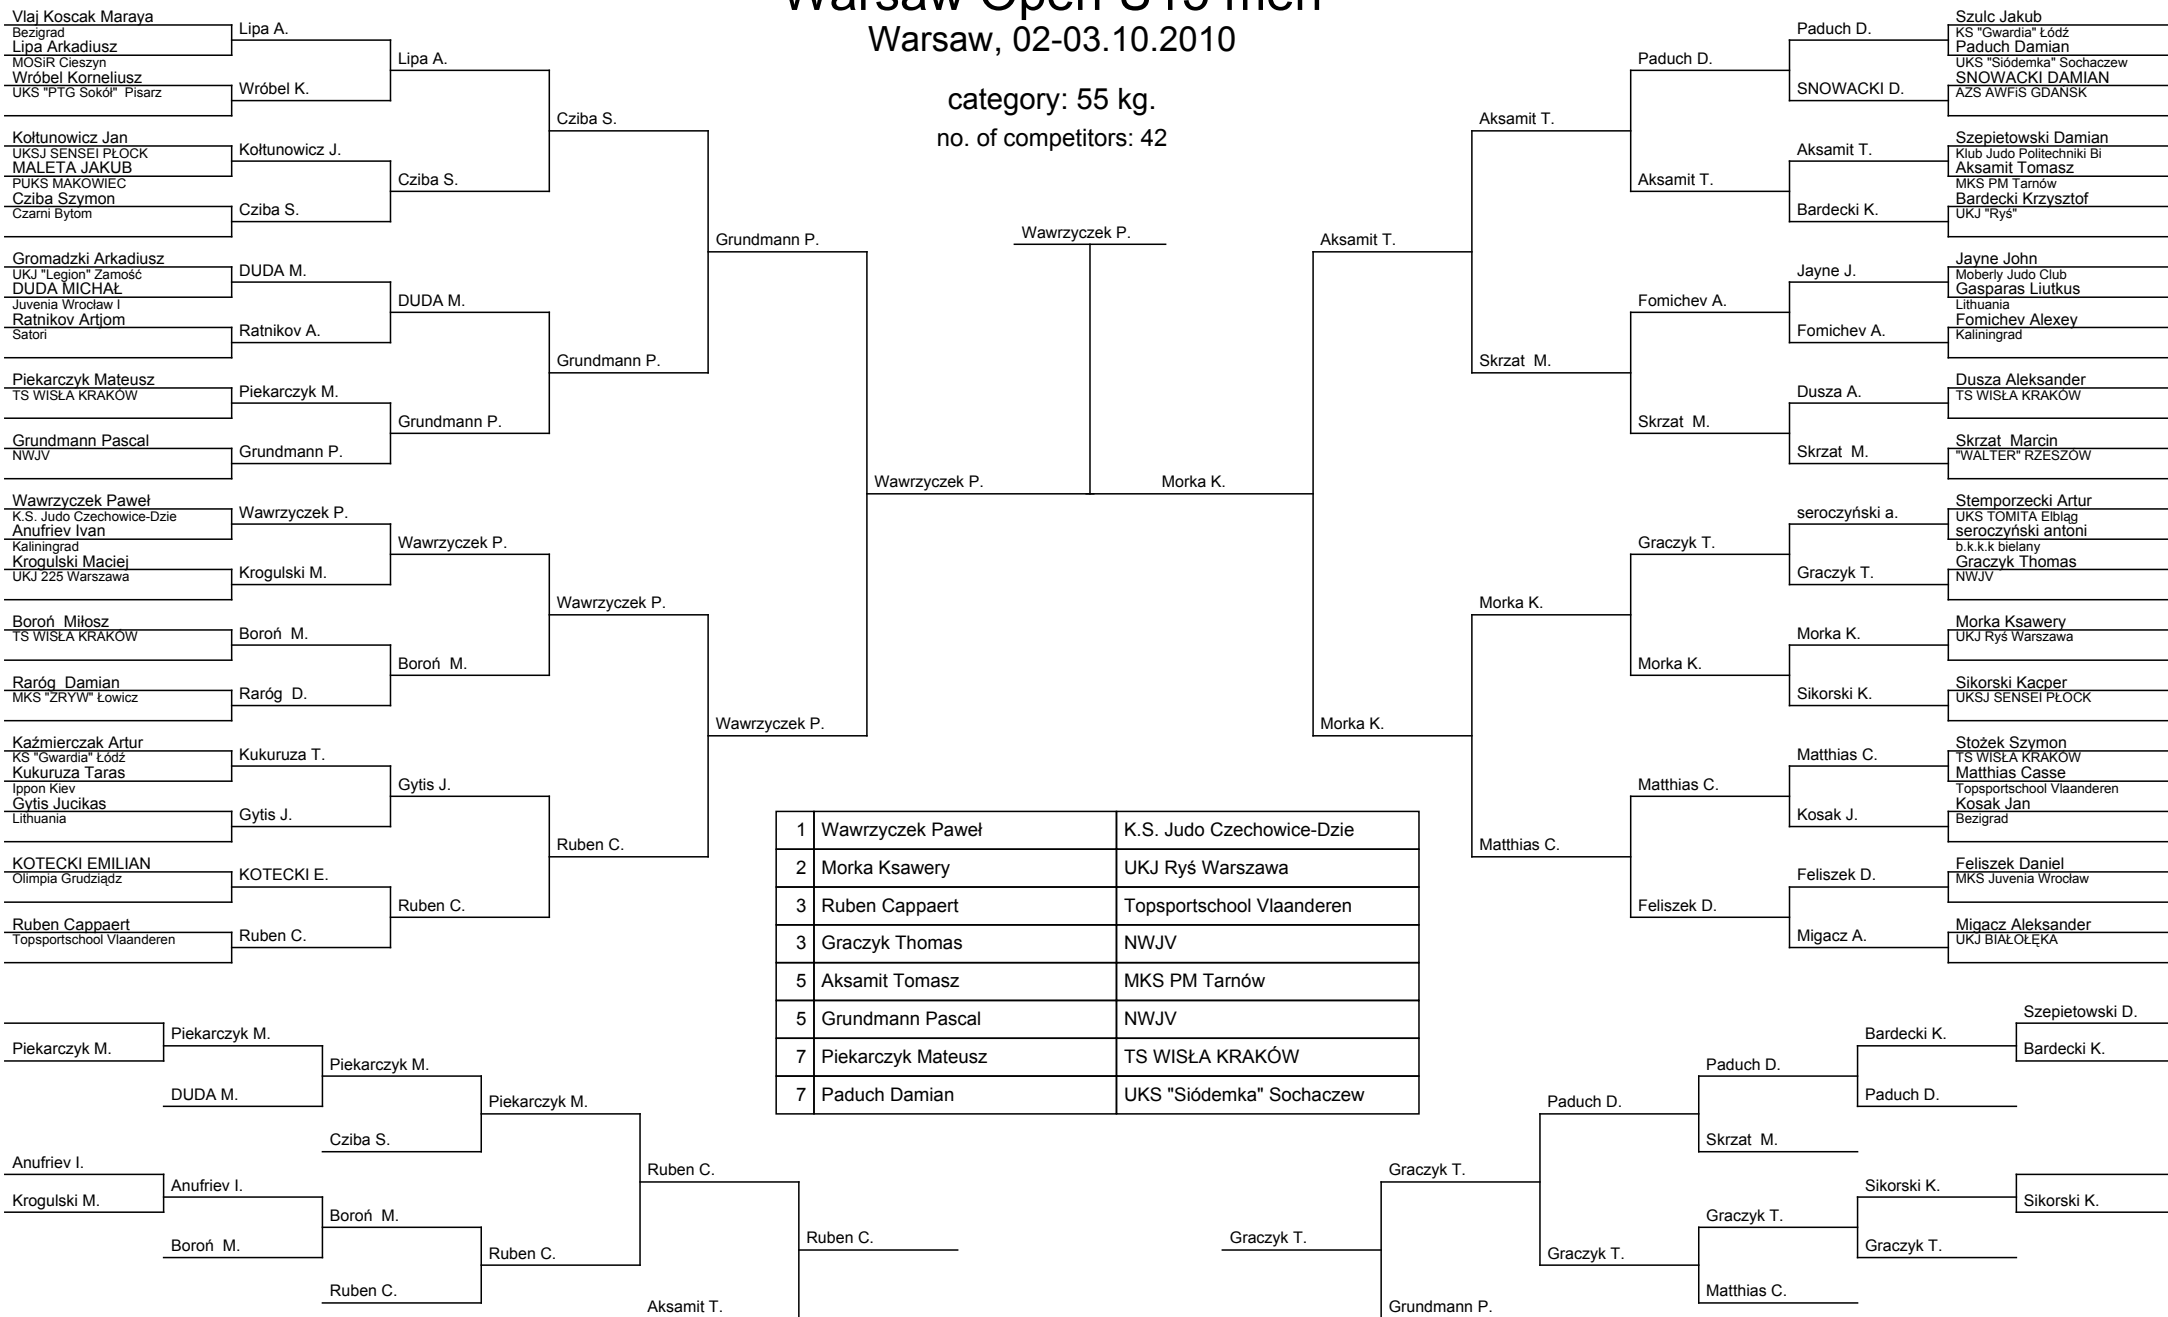 Warsaw Open U15 men
Warsaw, 02-03.10.2010
category: 55 kg.
no. of competitors: 42
Vlaj Koscak Maraya
Bezigrad
Lipa Arkadiusz
MOSiR Cieszyn
Wróbel Korneliusz
UKS "PTG Sokół" Pisarz
Kołtunowicz Jan
UKSJ SENSEI PŁOCK
MALETA JAKUB
PUKS MAKOWIEC
Cziba Szymon
Czarni Bytom
Gromadzki Arkadiusz
UKJ "Legion" Zamość
DUDA MICHAŁ
Juvenia Wrocław I
Ratnikov Artjom
Satori
Piekarczyk Mateusz
TS WISŁA KRAKÓW
Grundmann Pascal
NWJV
Wawrzyczek Paweł
K.S. Judo Czechowice-Dzie
Anufriev Ivan
Kaliningrad
Krogulski Maciej
UKJ 225 Warszawa
Boroń Miłosz
TS WISŁA KRAKÓW
Raróg Damian
MKS "ZRYW" Łowicz
Kaźmierczak Artur
KS "Gwardia" Łódź
Kukuruza Taras
Ippon Kiev
Gytis Jucikas
Lithuania
KOTECKI EMILIAN
Olimpia Grudziądz
Ruben Cappaert
Topsportschool Vlaanderen
Lipa A.
Wróbel K.
Kołtunowicz J.
Cziba S.
DUDA M.
Ratnikov A.
Piekarczyk M.
Grundmann P.
Wawrzyczek P.
Krogulski M.
Boroń M.
Raróg D.
Kukuruza T.
Gytis J.
KOTECKI E.
Ruben C.
Lipa A.
Cziba S.
DUDA M.
Grundmann P.
Wawrzyczek P.
Boroń M.
Gytis J.
Ruben C.
Cziba S.
Grundmann P.
Wawrzyczek P.
Ruben C.
Grundmann P.
Wawrzyczek P.
Wawrzyczek P.
Wawrzyczek P.
Morka K.
Aksamit T.
Morka K.
Aksamit T.
Skrzat M.
Morka K.
Matthias C.
Paduch D.
Aksamit T.
Fomichev A.
Skrzat M.
Graczyk T.
Morka K.
Matthias C.
Feliszek D.
Paduch D.
SNOWACKI D.
Aksamit T.
Bardecki K.
Jayne J.
Fomichev A.
Dusza A.
Skrzat M.
seroczyński a.
Graczyk T.
Morka K.
Sikorski K.
Matthias C.
Kosak J.
Feliszek D.
Migacz A.
Szulc Jakub
KS "Gwardia" Łódź
Paduch Damian
UKS "Siódemka" Sochaczew
SNOWACKI DAMIAN
AZS AWFiS GDAŃSK
Szepietowski Damian
Klub Judo Politechniki Bi
Aksamit Tomasz
MKS PM Tarnów
Bardecki Krzysztof
UKJ "Ryś"
Jayne John
Moberly Judo Club
Gasparas Liutkus
Lithuania
Fomichev Alexey
Kaliningrad
Dusza Aleksander
TS WISŁA KRAKÓW
Skrzat Marcin
"WALTER" RZESZÓW
Stemporzecki Artur
UKS TOMITA Elbląg
seroczyński antoni
b.k.k.k bielany
Graczyk Thomas
NWJV
Morka Ksawery
UKJ Ryś Warszawa
Sikorski Kacper
UKSJ SENSEI PŁOCK
Stożek Szymon
TS WISŁA KRAKÓW
Matthias Casse
Topsportschool Vlaanderen
Kosak Jan
Bezigrad
Feliszek Daniel
MKS Juvenia Wrocław
Migacz Aleksander
UKJ BIAŁOŁĘKA
1 Wawrzyczek Paweł K.S. Judo Czechowice-Dzie
2 Morka Ksawery UKJ Ryś Warszawa
3 Ruben Cappaert Topsportschool Vlaanderen
3 Graczyk Thomas NWJV
5 Aksamit Tomasz MKS PM Tarnów
5 Grundmann Pascal NWJV
7 Piekarczyk Mateusz TS WISŁA KRAKÓW
7 Paduch Damian UKS "Siódemka" Sochaczew
Piekarczyk M.
Anufriev I.
Krogulski M.
Piekarczyk M.
DUDA M.
Anufriev I.
Boroń M.
Piekarczyk M.
Cziba S.
Boroń M.
Ruben C.
Piekarczyk M.
Ruben C.
Ruben C.
Aksamit T.
Ruben C.
Graczyk T.
Graczyk T.
Grundmann P.
Paduch D.
Graczyk T.
Paduch D.
Skrzat M.
Graczyk T.
Matthias C.
Bardecki K.
Paduch D.
Sikorski K.
Graczyk T.
Szepietowski D.
Bardecki K.
Sikorski K.